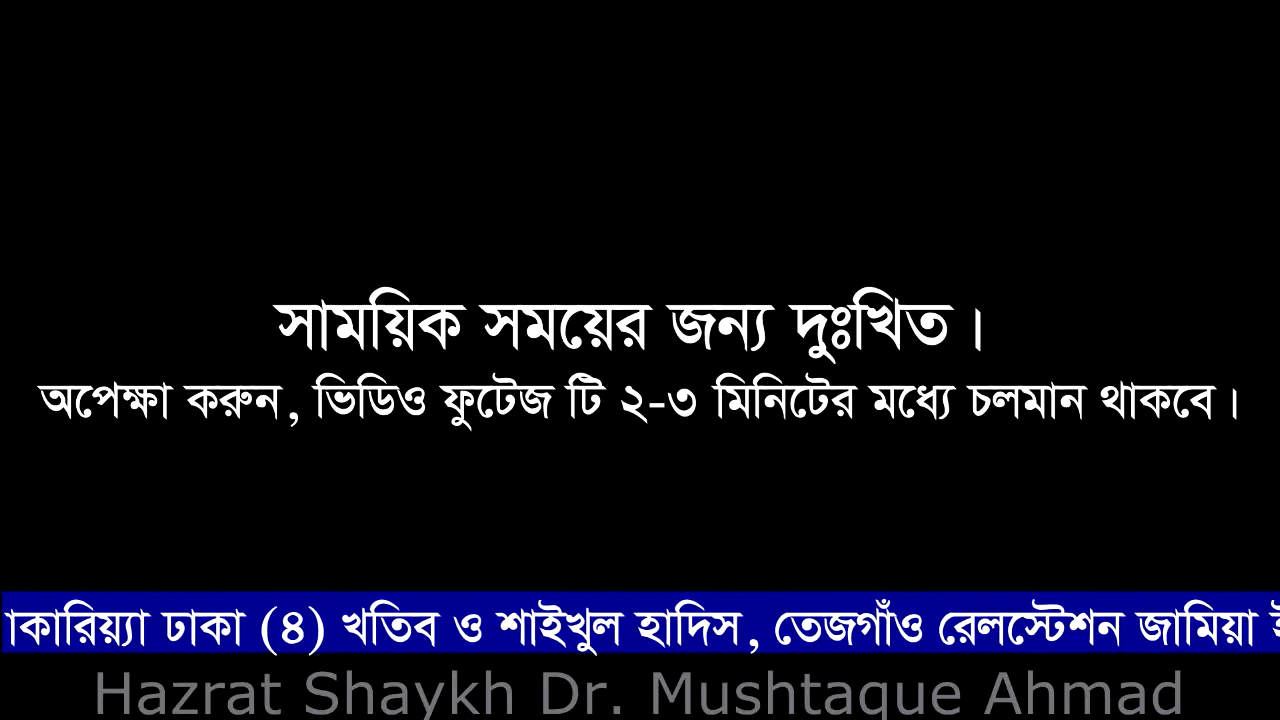 সাময়িক সময়ের জন্য দুঃখিত।
অপেক্ষা করুন, ভিডিও ফুটেজ টি ২-৩ মিনিটের মধ্যে চলমান থাকবে।
াকারিয়্যা ঢাকা (৪) খতিব ও শাইখুল হাদিস, তেজগাঁও রেলস্টেশন জামিয়া
Hazrat Shaykh Dr. Mushtaque Ahmad